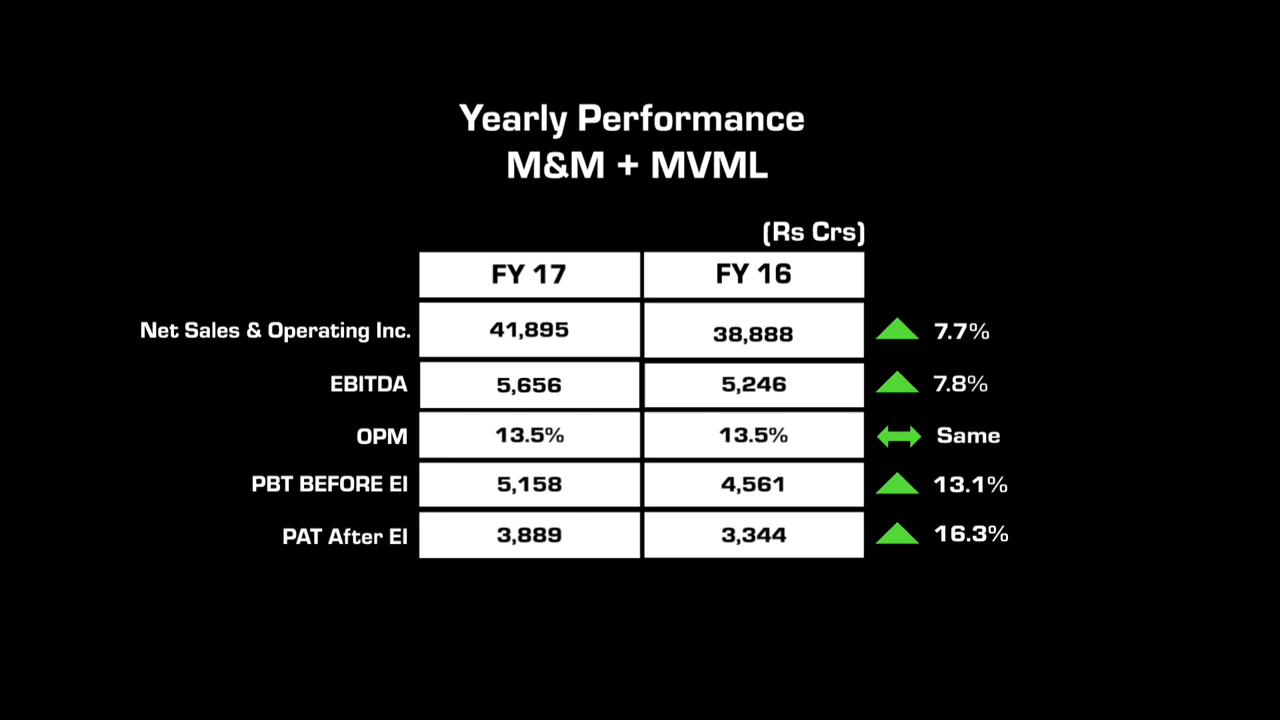 Yearly Performance
M&M + MVML
(Rs Crs)
FY 17 FY 16
Net Sales & Operating Inc. 41,895 38,888 7.7%
EBITDA 5,656 5,246 7.8%
OPM 13.5% 13.5% Same
PBT BEFORE EI 5,158 4,561 13.1%
PAT After EI 3,889 3,344 16.3%